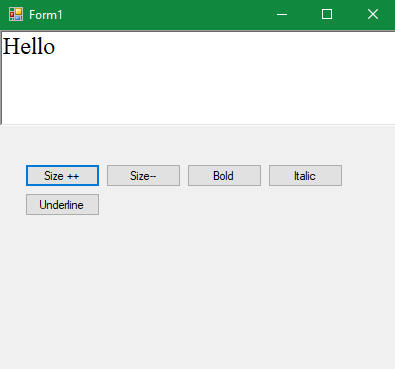 Form1
Hello
Size ++ Size-- Bold Italic
Underline